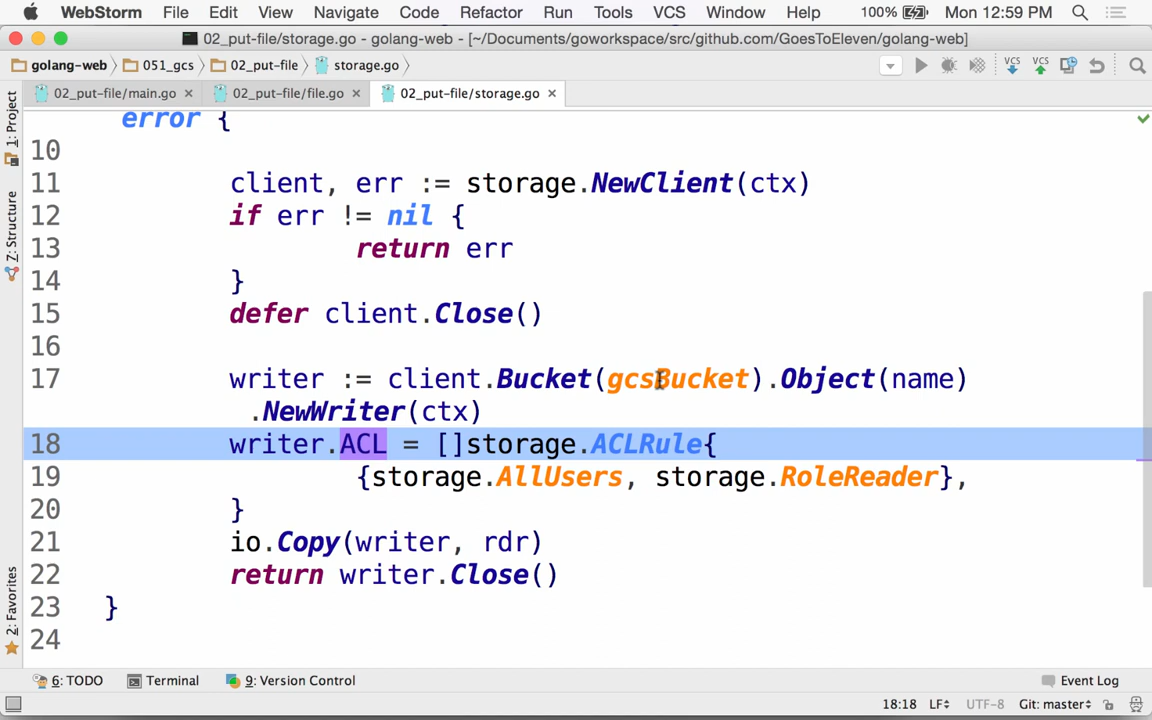 WebStorm File Edit View Navigate Code Refactor Run Tools VCS Window Help 100% Mon 12:59 PM
02_put-file/storage.go - golang-web - [~/Documents/goworkspace/src/github.com/GoesToEleven/golang-web]
golang-web 051_gcs 02_put-file storage.go VCS VCS
02_put-file/main.go × 02_put-file/file.go × 02_put-file/storage.go ×
1: Project
Z: Structure
2: Favorites
error {
10
11 client, err := storage.NewClient(ctx)
12 if err != nil {
13 return err
14 }
15 defer client.Close()
16
17 writer := client.Bucket(gcsBucket).Object(name)
.NewWriter(ctx)
18 writer.ACL = []storage.ACLRule{
19 {storage.AllUsers, storage.RoleReader},
20 }
21 io.Copy(writer, rdr)
22 return writer.Close()
23 }
24
6: TODO Terminal 9: Version Control Event Log
18:18 LF÷ UTF-8 Git: master÷